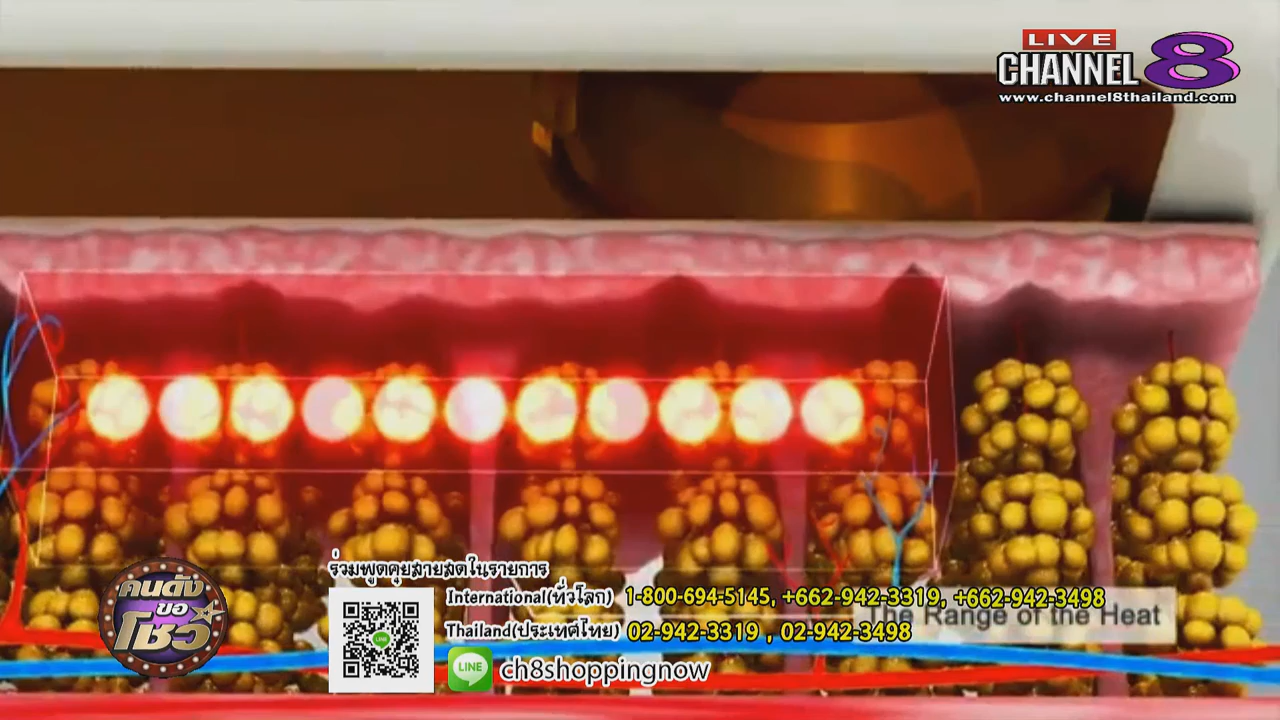 LIVE
CHANNEL 8
www.channel8thailand.com
คนดัง
ขอ
โชว์
ร่วมพูดคุยสายสดในรายการ
International(ทั่วโลก) 1-800-694-5145, +662-942-3319, +662-942-3498
Thailand(ประเทศไทย) 02-942-3319 , 02-942-3498
The Range of the Heat
LINE
LINE ch8shoppingnow